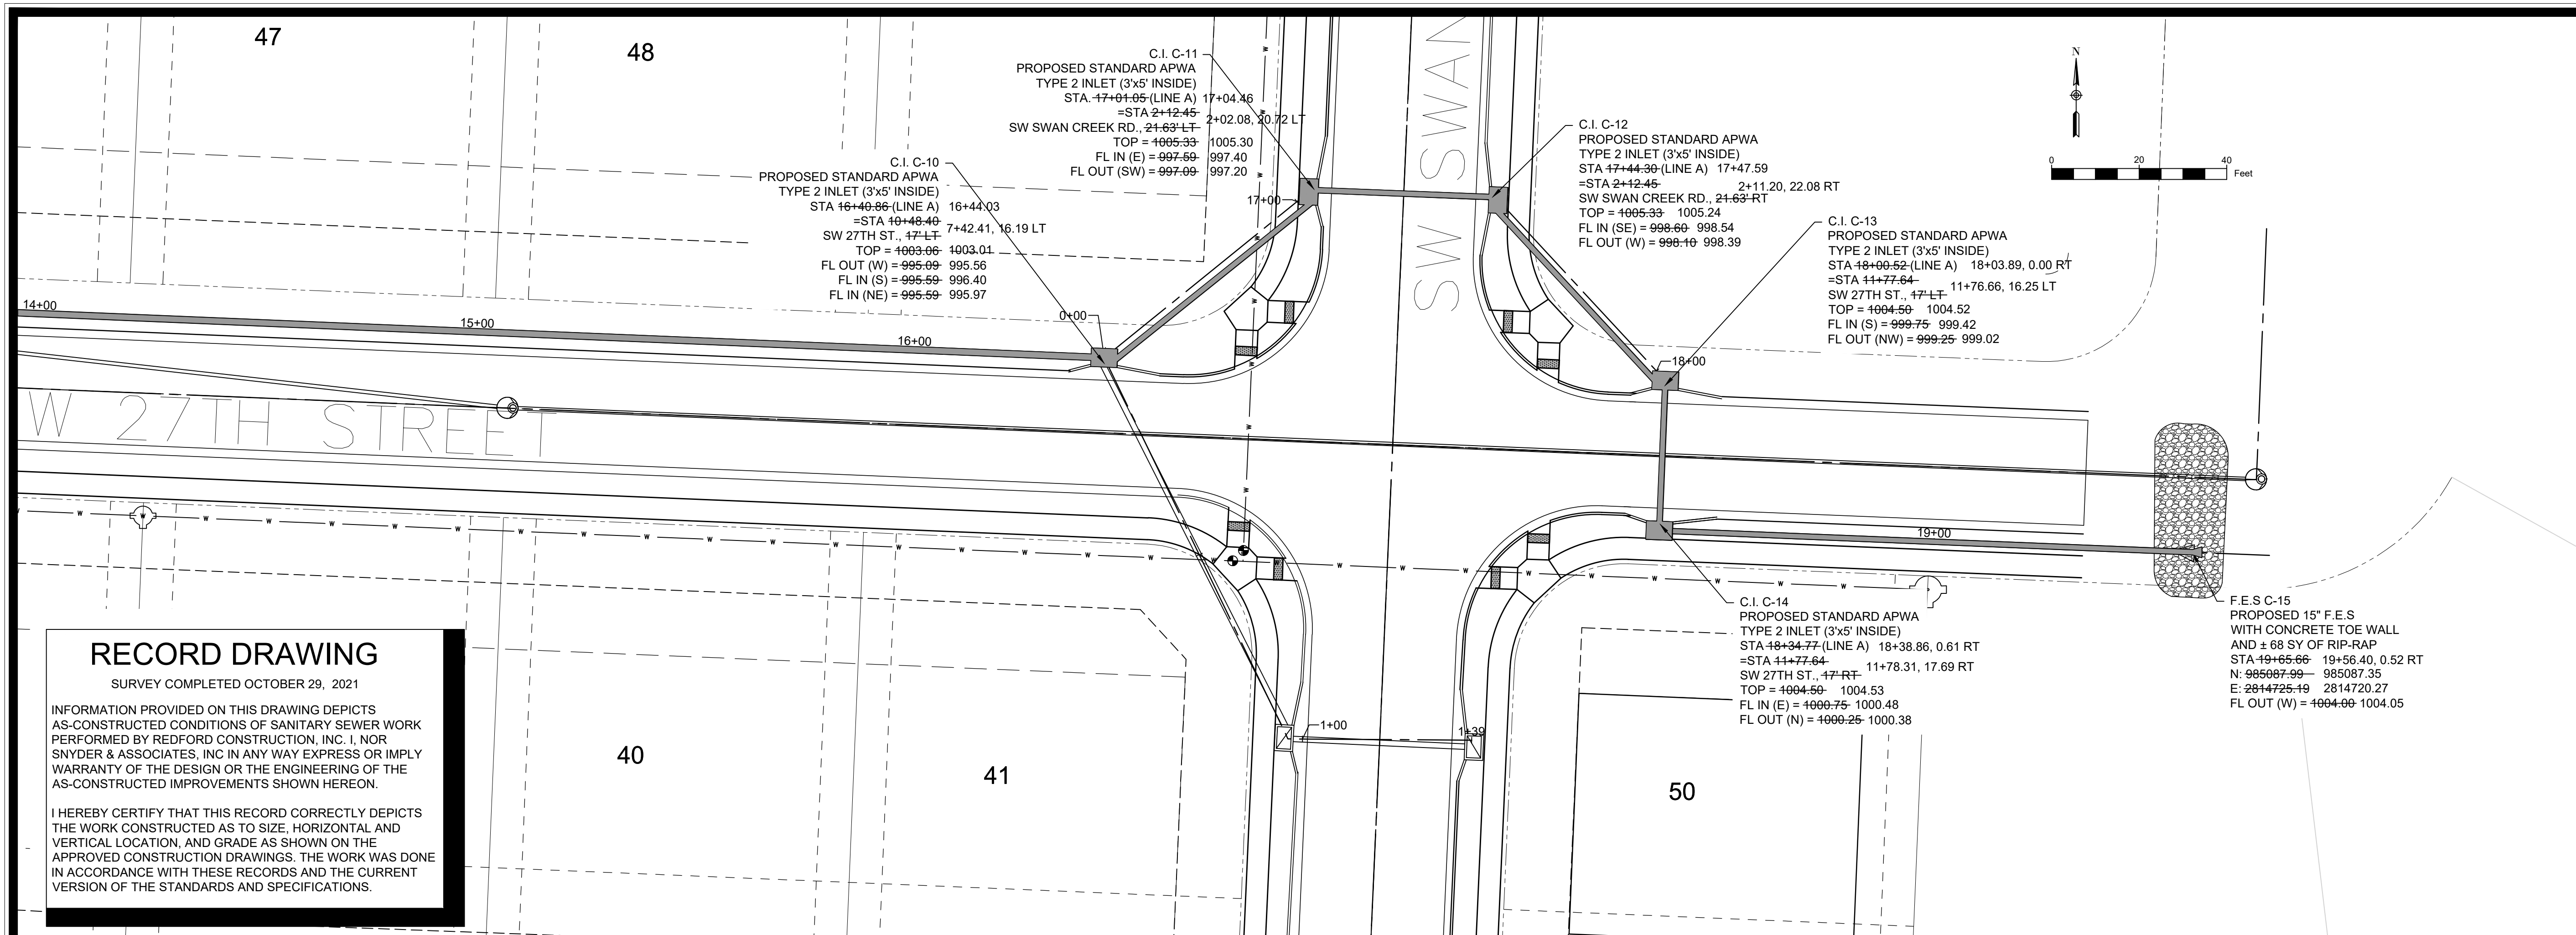 47
48
C.I. C-11
PROPOSED STANDARD APWA
TYPE 2 INLET (3'x5' INSIDE)
STA. 17+01.05 (LINE A) 17+04.46
=STA 2+12.45
2+02.08, 20.72 LT
SW SWAN CREEK RD., 21.63' LT
TOP = 1005.33 1005.30
FL IN (E) = 997.59 997.40
FL OUT (SW) = 997.09 997.20
C.I. C-10
PROPOSED STANDARD APWA
TYPE 2 INLET (3'x5' INSIDE)
STA 16+40.86 (LINE A) 16+44.03
=STA 10+48.40
7+42.41, 16.19 LT
SW 27TH ST., 17' LT
TOP = 1003.06 1003.01
FL OUT (W) = 995.09 995.56
FL IN (S) = 995.59 996.40
FL IN (NE) = 995.59 995.97
C.I. C-12
PROPOSED STANDARD APWA
TYPE 2 INLET (3'x5' INSIDE)
STA 17+44.30 (LINE A) 17+47.59
=STA 2+12.45
2+11.20, 22.08 RT
SW SWAN CREEK RD., 21.63' RT
TOP = 1005.33 1005.24
FL IN (SE) = 998.60 998.54
FL OUT (W) = 998.10 998.39
C.I. C-13
PROPOSED STANDARD APWA
TYPE 2 INLET (3'x5' INSIDE)
STA 18+00.52 (LINE A) 18+03.89, 0.00 RT
=STA 11+77.64
11+76.66, 16.25 LT
SW 27TH ST., 17' LT
TOP = 1004.50 1004.52
FL IN (S) = 999.75 999.42
FL OUT (NW) = 999.25 999.02
N
0 20 40
Feet
SW SWAN
14+00
15+00
16+00
0+00
17+00
18+00
19+00
W 27TH STREET
C.I. C-14
PROPOSED STANDARD APWA
TYPE 2 INLET (3'x5' INSIDE)
STA 18+34.77 (LINE A) 18+38.86, 0.61 RT
=STA 11+77.64
11+78.31, 17.69 RT
SW 27TH ST., 17' RT
TOP = 1004.50 1004.53
FL IN (E) = 1000.75 1000.48
FL OUT (N) = 1000.25 1000.38
F.E.S C-15
PROPOSED 15" F.E.S
WITH CONCRETE TOE WALL
AND ± 68 SY OF RIP-RAP
STA 19+65.66 19+56.40, 0.52 RT
N: 985087.99 985087.35
E: 2814725.19 2814720.27
FL OUT (W) = 1004.00 1004.05
1+00
1+39
40
41
50
RECORD DRAWING
SURVEY COMPLETED OCTOBER 29, 2021
INFORMATION PROVIDED ON THIS DRAWING DEPICTS
AS-CONSTRUCTED CONDITIONS OF SANITARY SEWER WORK
PERFORMED BY REDFORD CONSTRUCTION, INC. I, NOR
SNYDER & ASSOCIATES, INC IN ANY WAY EXPRESS OR IMPLY
WARRANTY OF THE DESIGN OR THE ENGINEERING OF THE
AS-CONSTRUCTED IMPROVEMENTS SHOWN HEREON.
I HEREBY CERTIFY THAT THIS RECORD CORRECTLY DEPICTS
THE WORK CONSTRUCTED AS TO SIZE, HORIZONTAL AND
VERTICAL LOCATION, AND GRADE AS SHOWN ON THE
APPROVED CONSTRUCTION DRAWINGS. THE WORK WAS DONE
IN ACCORDANCE WITH THESE RECORDS AND THE CURRENT
VERSION OF THE STANDARDS AND SPECIFICATIONS.